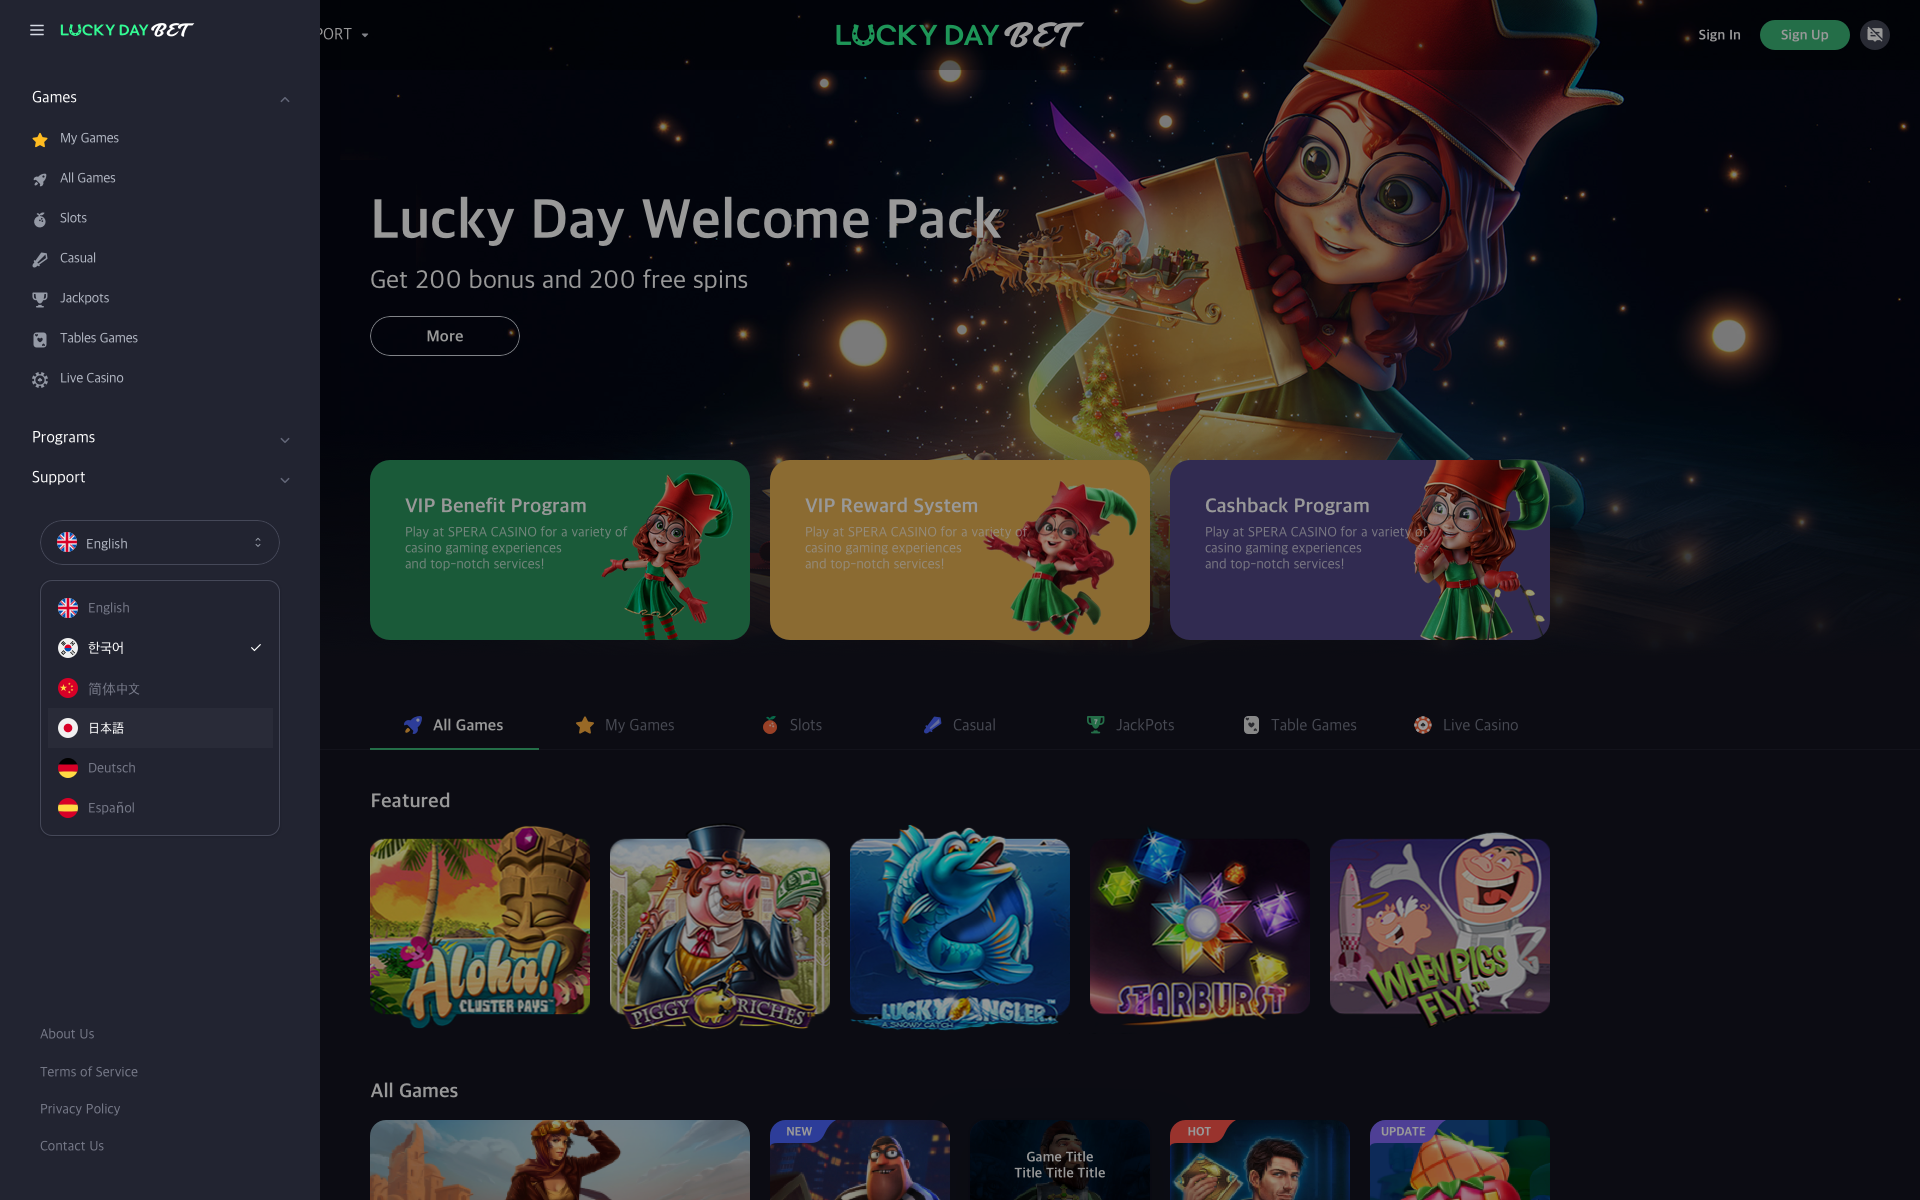 LUCKY DAY BET
Games
My Games
All Games
Slots
Casual
Jackpots
Tables Games
Live Casino
Programs
Support
English
English
한국어
简体中文
日本語
Deutsch
Español
About Us
Terms of Service
Privacy Policy
Contact Us
PORT
LUCKY DAY BET
Sign In
Sign Up
Lucky Day Welcome Pack
Get 200 bonus and 200 free spins
More
VIP Benefit Program
Play at SPERA CASINO for a variety of
casino gaming experiences
and top-notch services!
VIP Reward System
Play at SPERA CASINO for a variety of
casino gaming experiences
and top-notch services!
Cashback Program
Play at SPERA CASINO for a variety of
casino gaming experiences
and top-notch services!
All Games
My Games
Slots
Casual
JackPots
Table Games
Live Casino
Featured
Aloha!
CLUSTER PAYS™
PIGGY RICHES™
LUCKY ANGLER™
A SNOWY CATCH
STARBURST™
WHEN PIGS
FLY!™
All Games
NEW
Game Title
Title Title Title
HOT
UPDATE